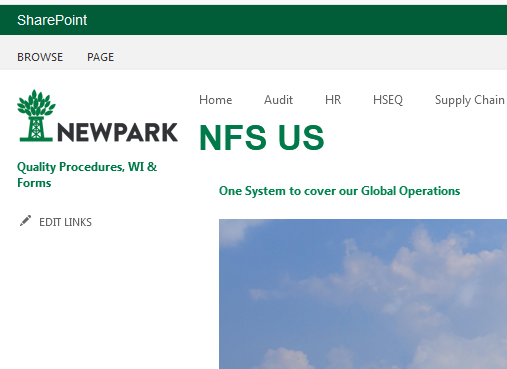 SharePoint
BROWSE PAGE
Home Audit HR HSEQ Supply Chain
NEWPARK
NFS US
Quality Procedures, WI &
Forms
One System to cover our Global Operations
EDIT LINKS